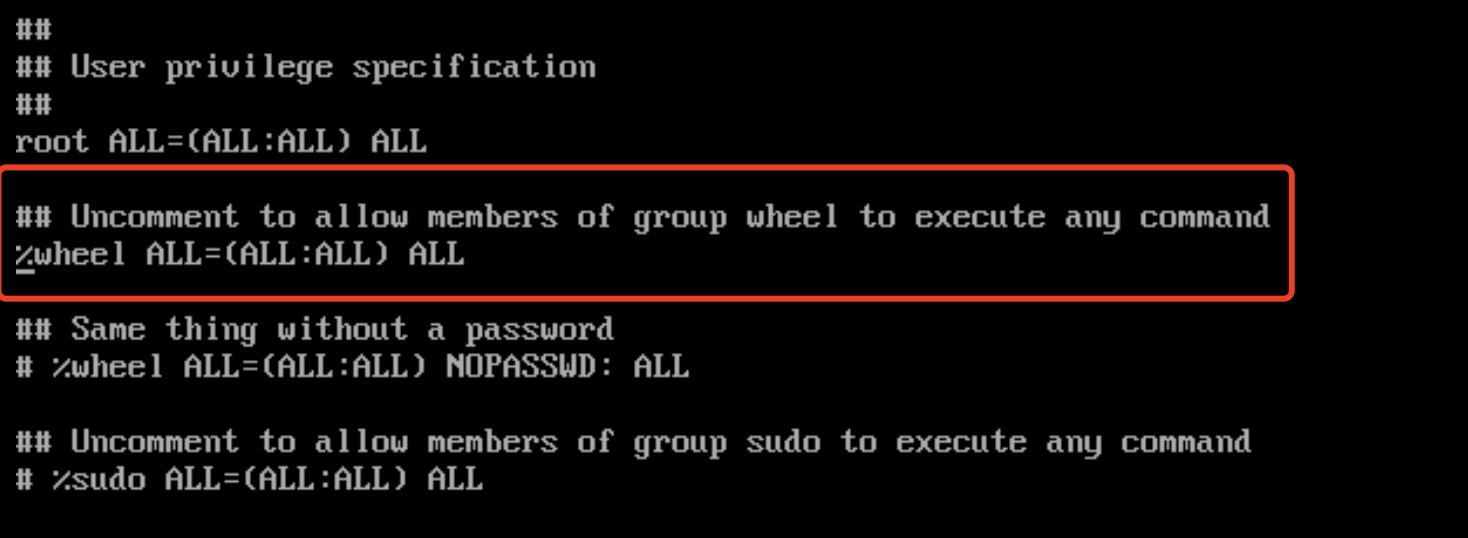 ##
## User privilege specification
##
root ALL=(ALL:ALL) ALL
## Uncomment to allow members of group wheel to execute any command
%wheel ALL=(ALL:ALL) ALL
## Same thing without a password
# %wheel ALL=(ALL:ALL) NOPASSWD: ALL
## Uncomment to allow members of group sudo to execute any command
# %sudo ALL=(ALL:ALL) ALL